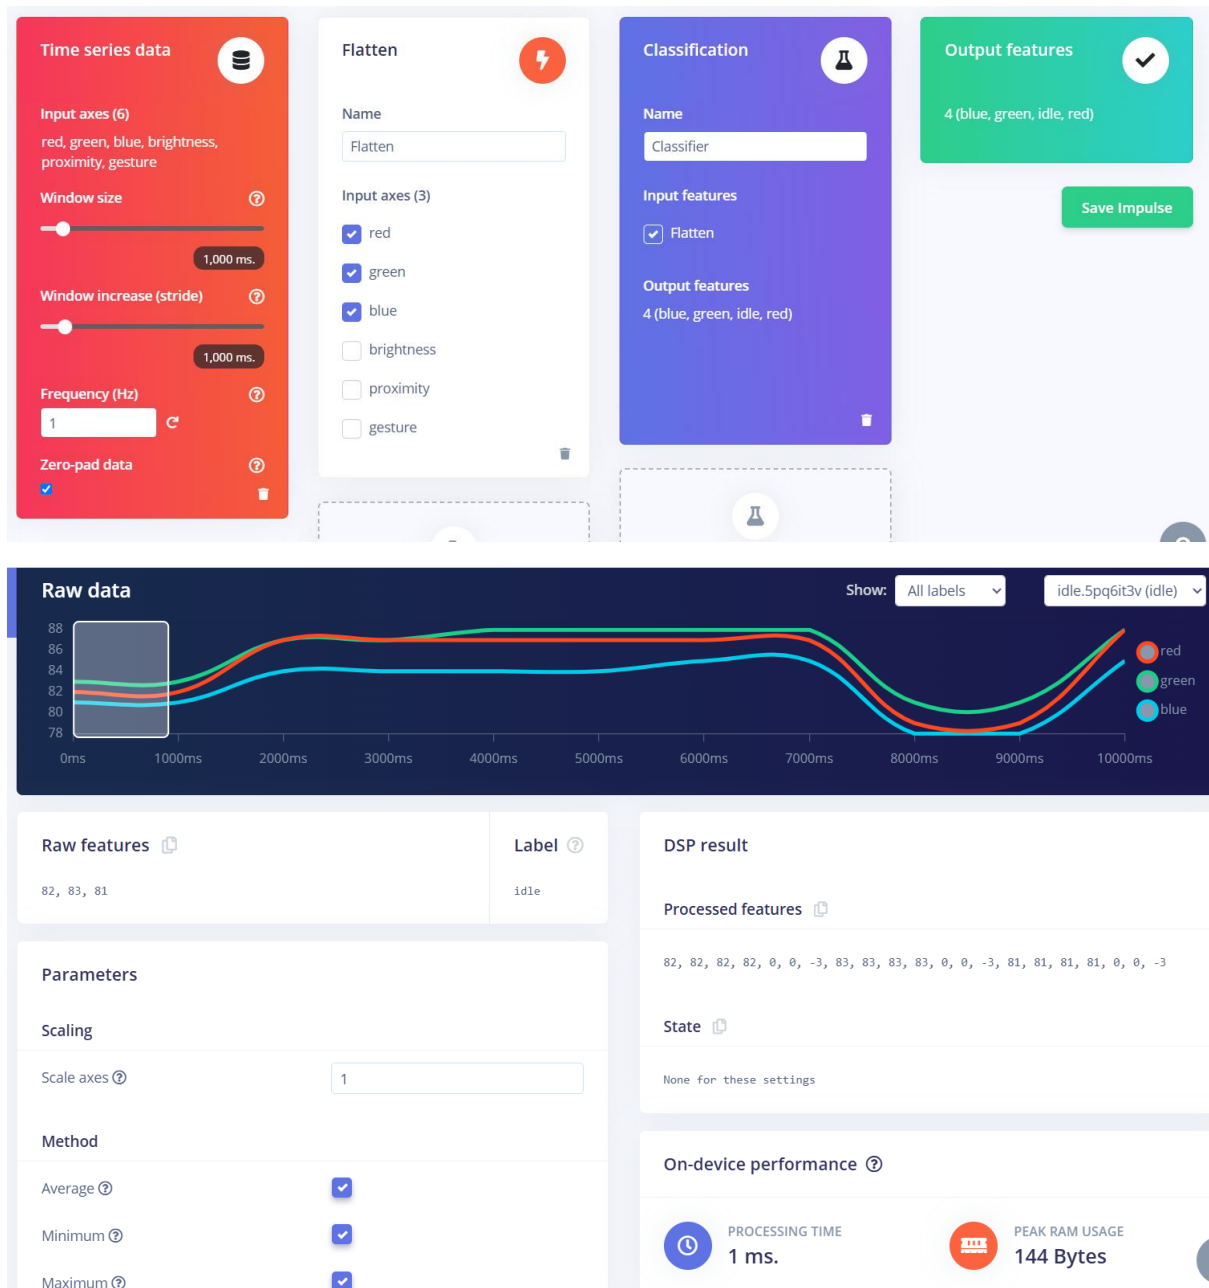 Time series data
Input axes (6)
red, green, blue, brightness,
proximity, gesture
Window size
1,000 ms.
Window increase (stride)
1,000 ms.
Frequency (Hz)
1
Zero-pad data
Flatten
Name
Flatten
Input axes (3)
red
green
blue
brightness
proximity
gesture
Classification
Name
Classifier
Input features
Flatten
Output features
4 (blue, green, idle, red)
Output features
4 (blue, green, idle, red)
Save Impulse
Raw data
Show:
All labels
idle.5pq6it3v (idle)
88
86
84
82
80
78
0ms 1000ms 2000ms 3000ms 4000ms 5000ms 6000ms 7000ms 8000ms 9000ms 10000ms
red
green
blue
Raw features
82, 83, 81
Label
idle
Parameters
Scaling
Scale axes
1
Method
Average
Minimum
Maximum
DSP result
Processed features
82, 82, 82, 82, 0, 0, -3, 83, 83, 83, 83, 0, 0, -3, 81, 81, 81, 81, 0, 0, -3
State
None for these settings
On-device performance
PROCESSING TIME
1 ms.
PEAK RAM USAGE
144 Bytes